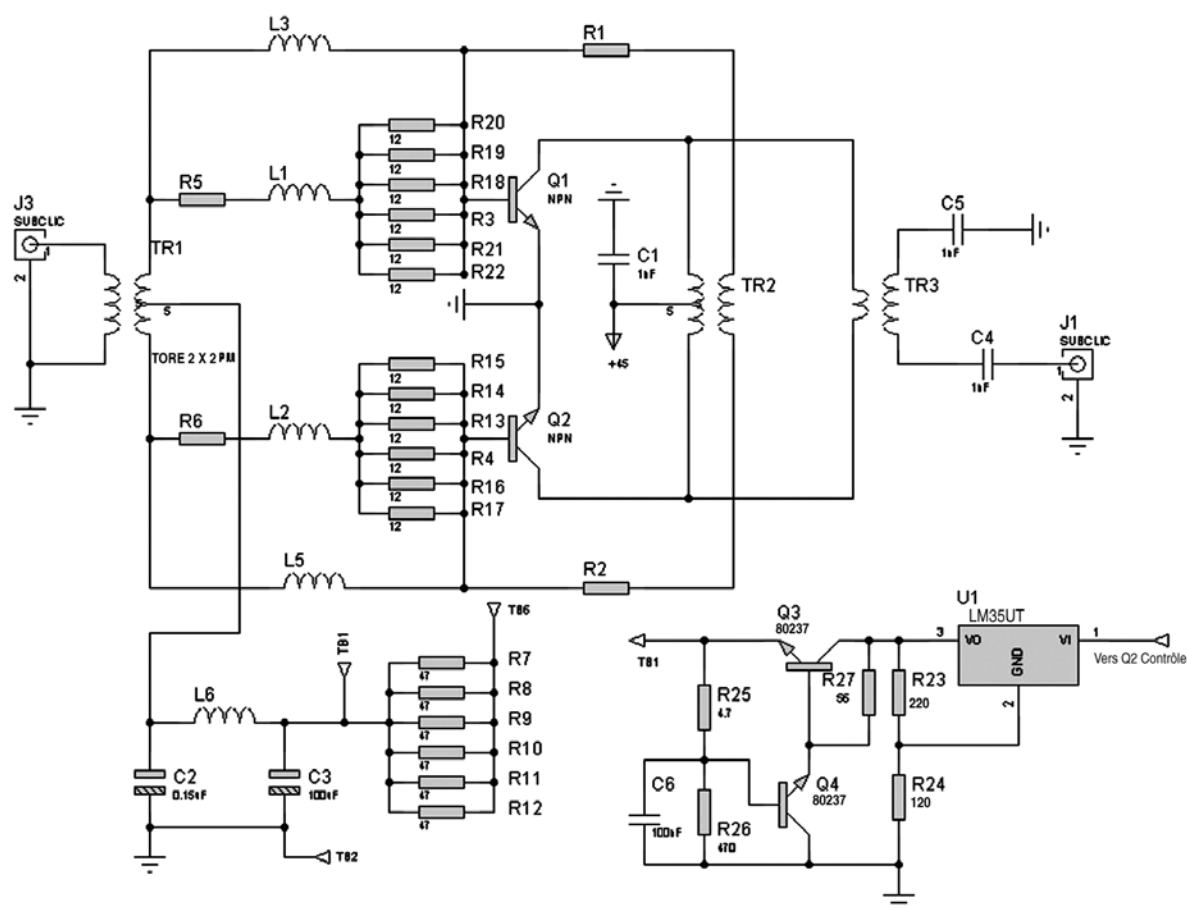 L3
R1
R20
12
R19
12
L1
R5
R18
12
Q1
NPN
J3
SUBCLIC
1
2
R3
12
R21
12
R22
12
TR1
S
C1
1nF
+45
S
TR2
C5
1nF
TR3
J1
SUBCLIC
1
2
C4
1nF
TORE 2 X 2 PM
R15
12
R14
12
L2
R6
R13
12
Q2
NPN
R4
12
R16
12
R17
12
L5
R2
TB6
TB1
R7
47
R8
47
L6
R9
47
R10
47
R11
47
R12
47
C2
0.15nF
C3
100nF
TB2
Q3
80237
U1
LM35UT
TB1
3
VO
VI
1
GND
2
Vers Q2 Contrôle
R25
4.7
R27
56
R23
220
C6
100nF
R26
470
Q4
80237
R24
120